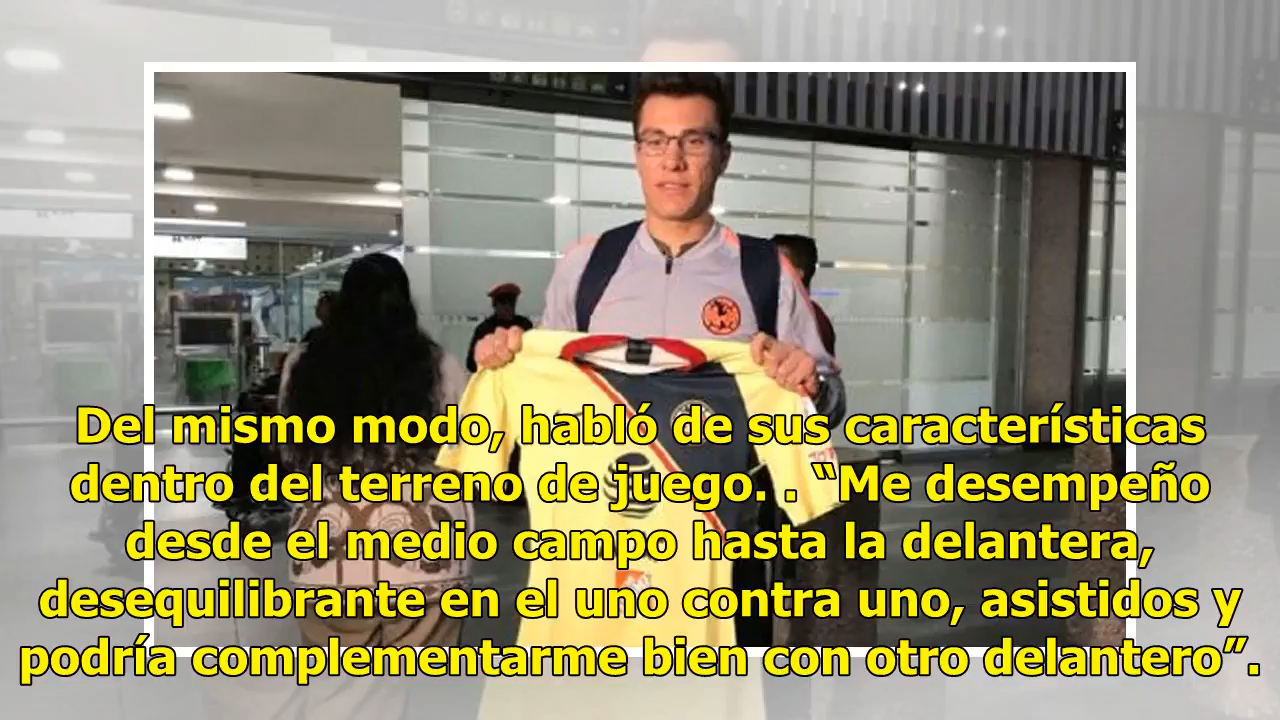 Del mismo modo, habló de sus características
dentro del terreno de juego. . “Me desempeño
desde el medio campo hasta la delantera,
desequilibrante en el uno contra uno, asistidos y
podría complementarme bien con otro delantero”.